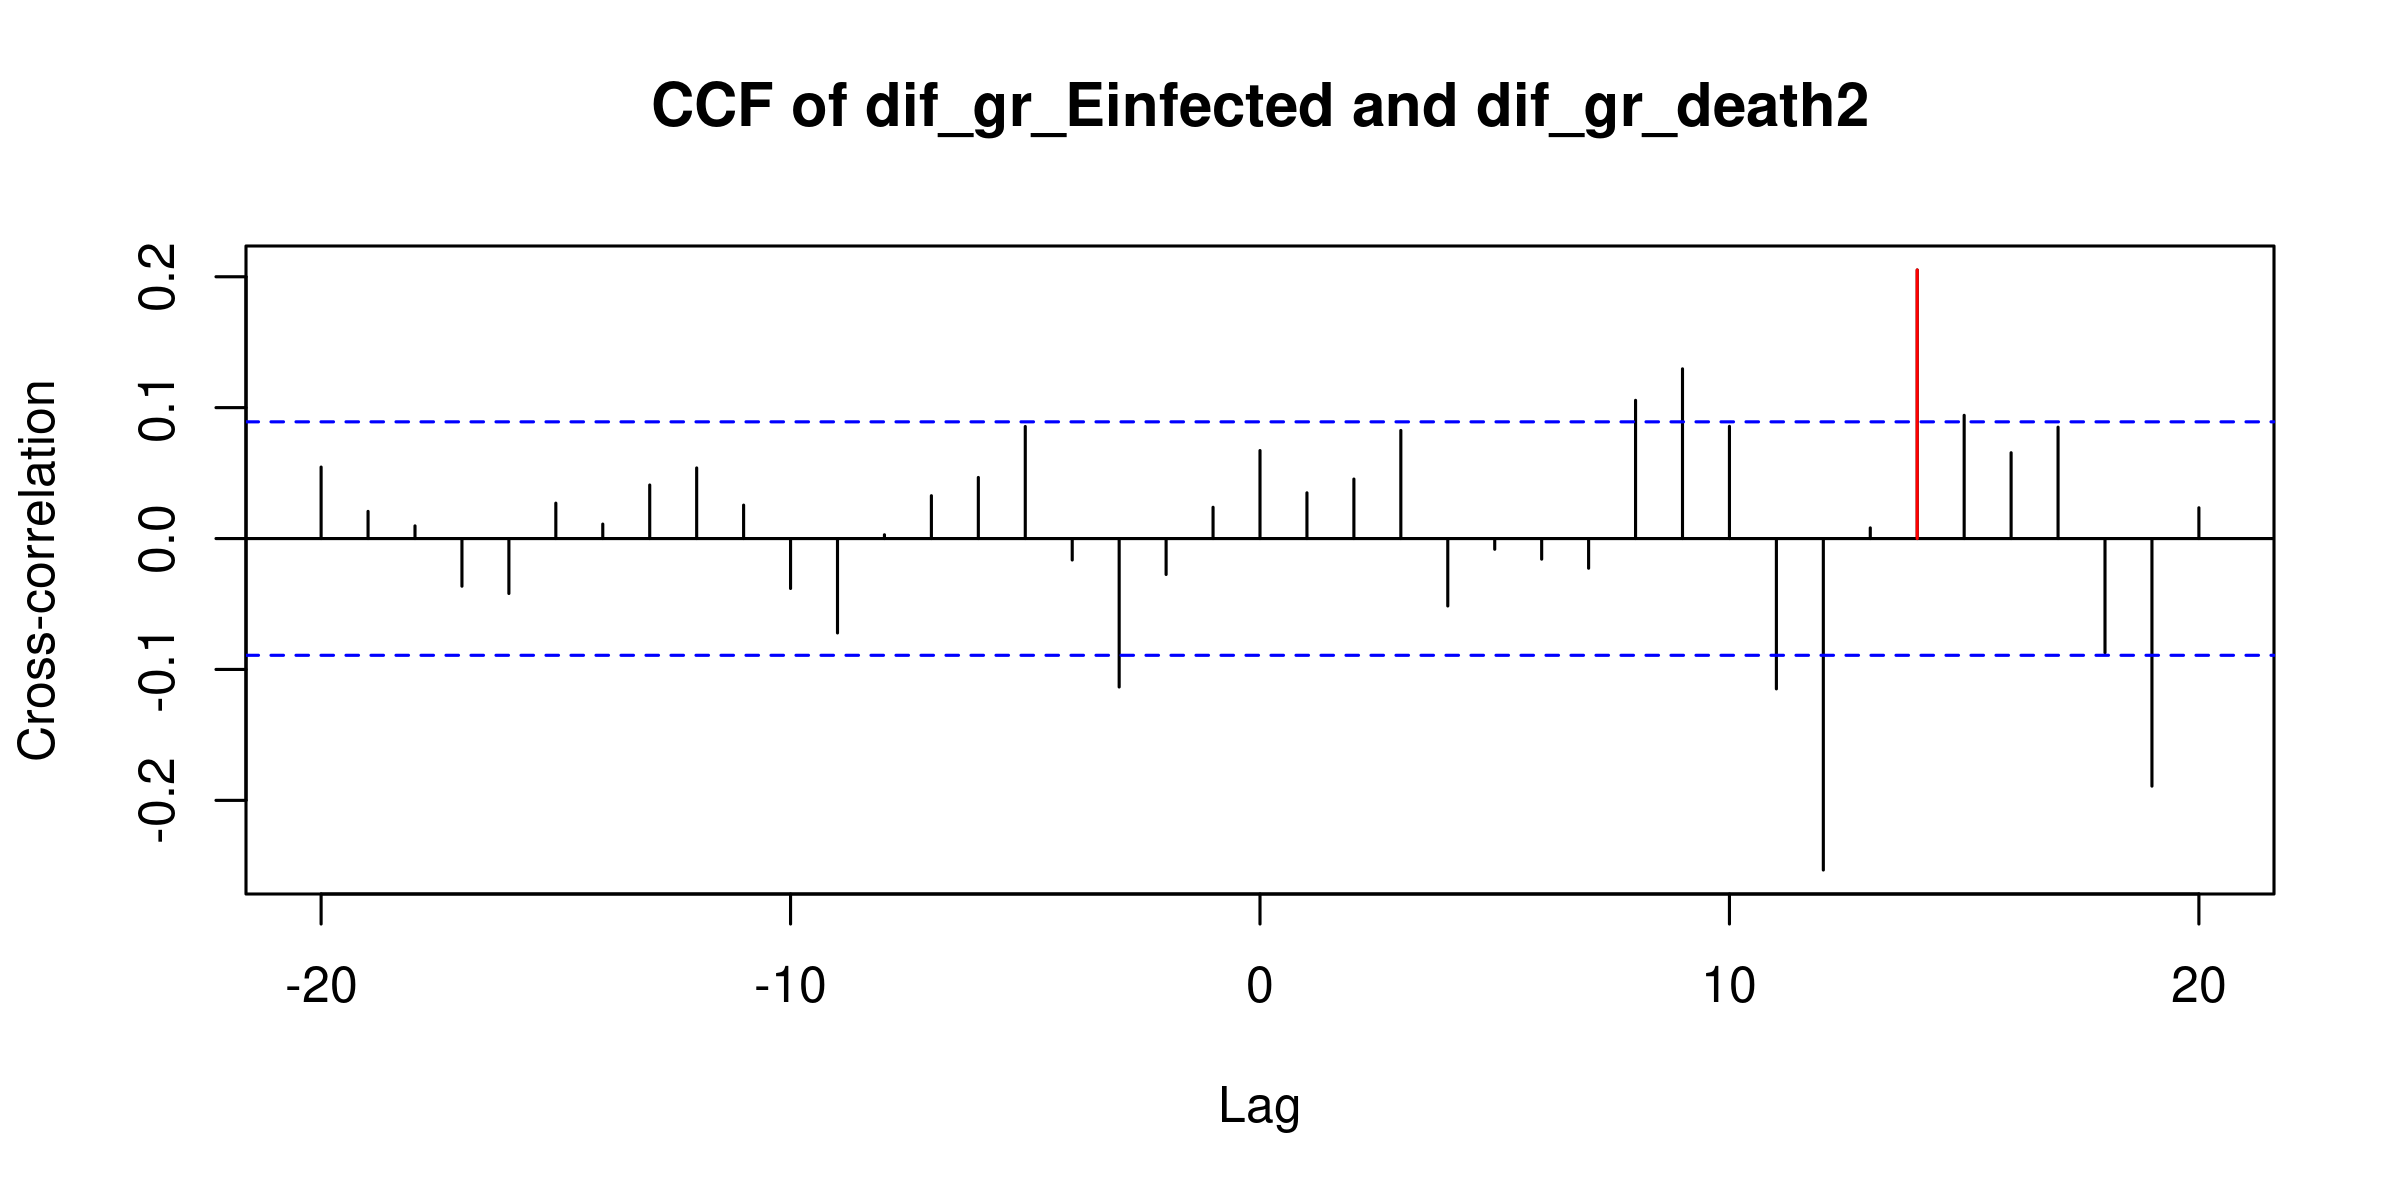 CCF of dif_gr_Einfected and dif_gr_death2
Cross-correlation
0.2
0.1
0.0
-0.1
-0.2
-20 -10 0 10 20
Lag